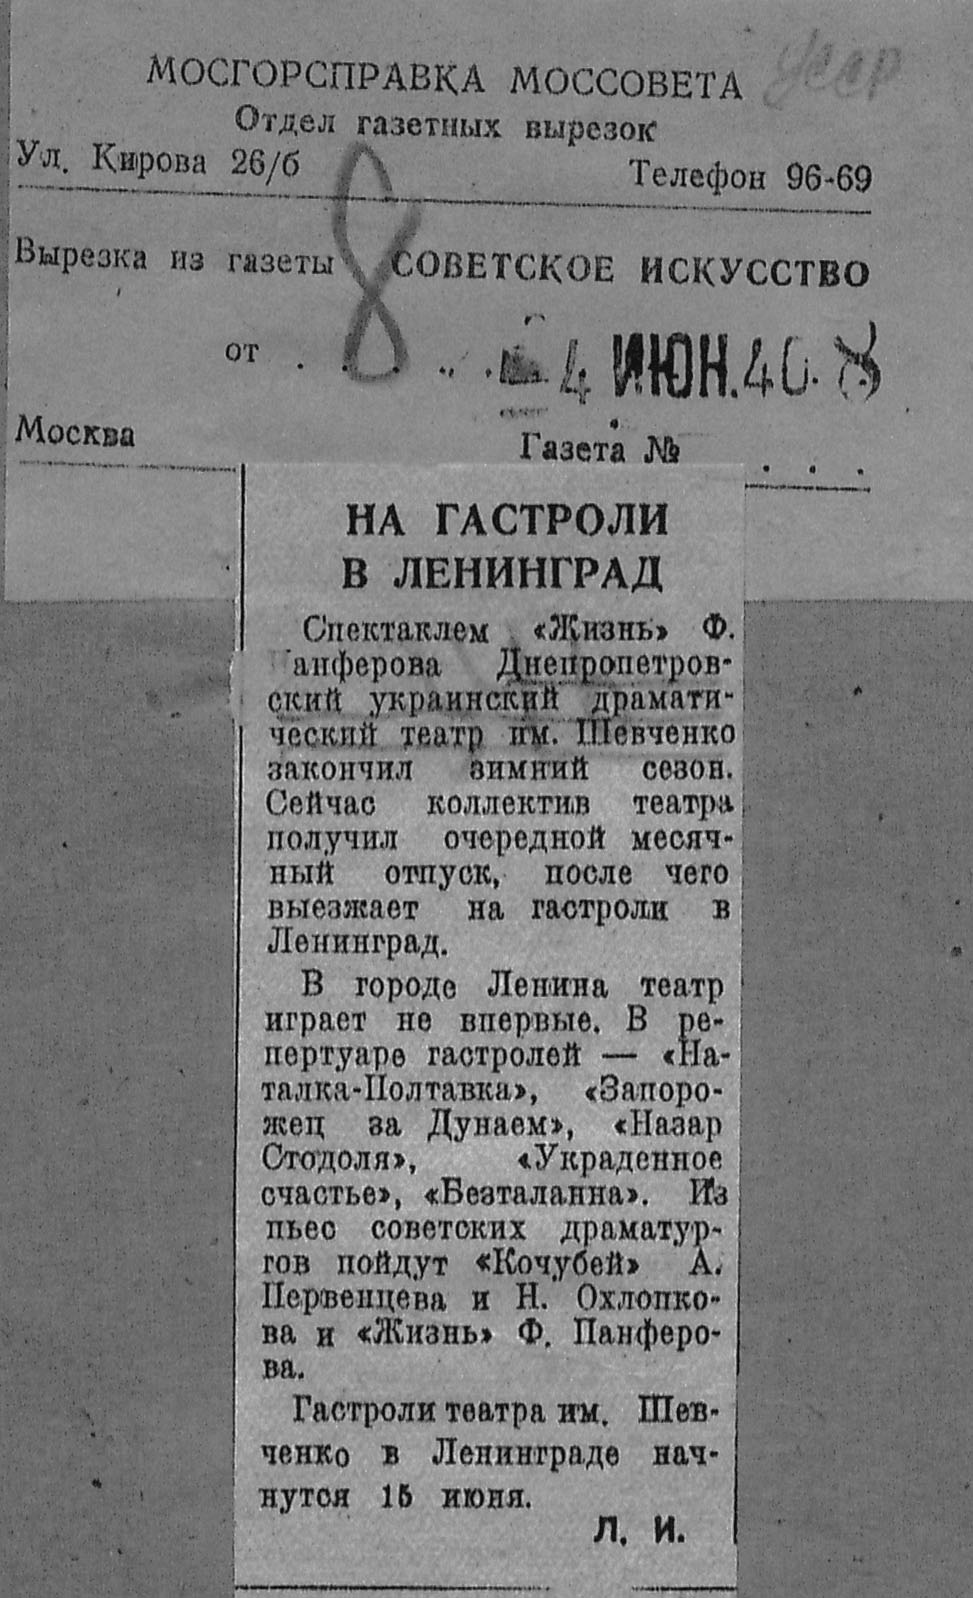 УССР
МОСГОРСПРАВКА МОССОВЕТА
Отдел газетных вырезок
Ул. Кирова 26/б Телефон 96-69
8
Вырезка из газеты СОВЕТСКОЕ ИСКУССТВО
от . . . . . 4 ИЮН. 40.
Москва Газета № . . .
НА ГАСТРОЛИ
В ЛЕНИНГРАД
Спектаклем «Жизнь» Ф.
анферова Днепропетров-
ский украинский драмати-
ческий театр им. Шевченко
закончил зимний сезон.
Сейчас коллектив театра
получил очередной месяч-
ный отпуск, после чего
выезжает на гастроли в
Ленинград.
В городе Ленина театр
играет не впервые. В ре-
пертуаре гастролей — «На-
талка-Полтавка», «Запоро-
жец за Дунаем», «Назар
Стодоля», «Украденное
счастье», «Безталанна». Из
пьес советских драматур-
гов пойдут «Кочубей» А.
Первенцева и Н. Охлопко-
ва и «Жизнь» Ф. Панферо-
ва.
Гастроли театра им. Шев-
ченко в Ленинграде нач-
нутся 15 июня.
Л. И.